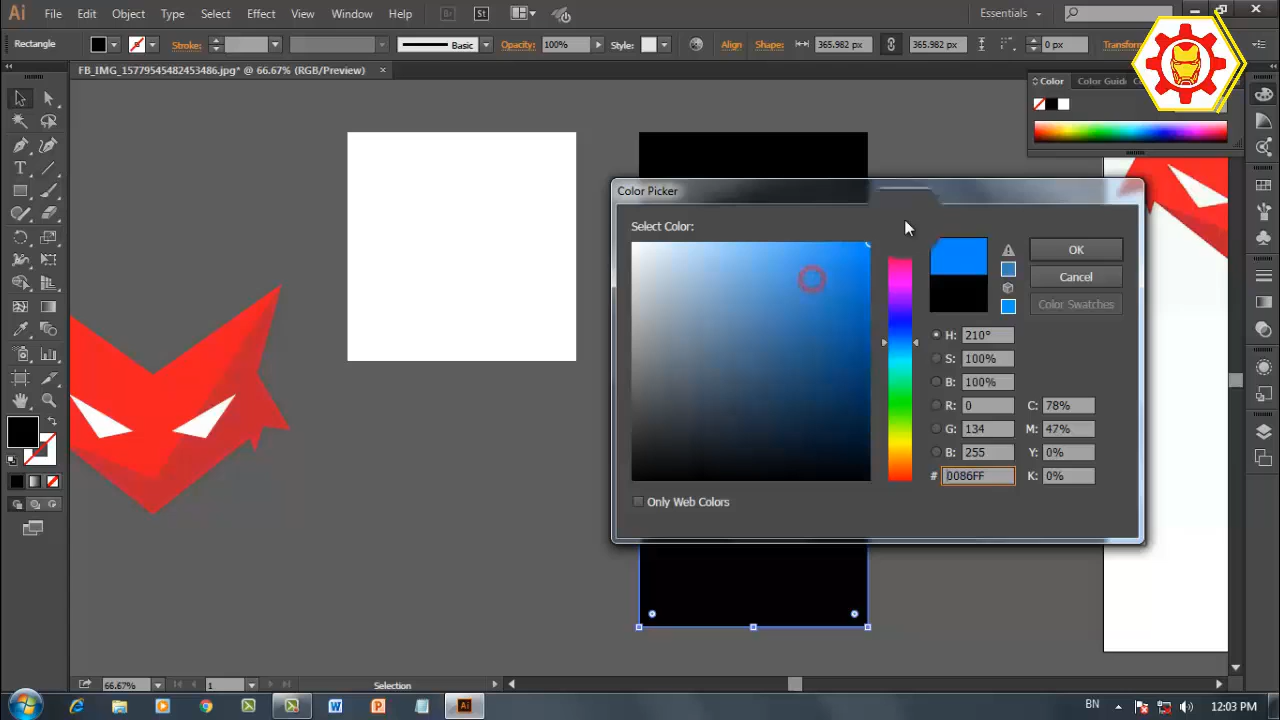 Ai File Edit Object Type Select Effect View Window Help Br St Essentials
Rectangle Stroke: Basic Opacity: 100% Style: Align Shape: 365.982 px 365.982 px 0 px Transform
FB_IMG_15779545482453486.jpg* @ 66.67% (RGB/Preview) ×
Color Color Guide
Color Picker
Select Color:
OK
Cancel
Color Swatches
H: 210°
S: 100%
B: 100%
R: 0 C: 78%
G: 134 M: 47%
B: 255 Y: 0%
# 0086FF K: 0%
Only Web Colors
66.67% 1 Selection
BN 12:03 PM